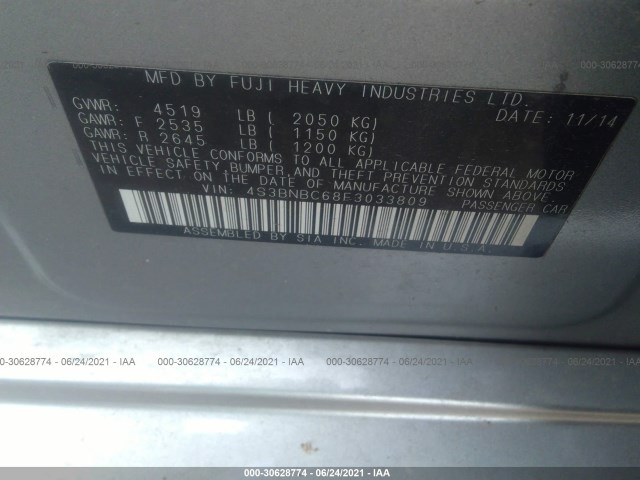 000-30628774 - 06/24/2021 - IAA
MFD BY FUJI HEAVY INDUSTRIES LTD.
GVWR: 4519 LB ( 2050 KG) DATE: 11/14
GAWR: F 2535 LB ( 1150 KG)
GAWR: R 2645 LB ( 1200 KG)
THIS VEHICLE CONFORMS TO ALL APPLICABLE FEDERAL MOTOR
VEHICLE SAFETY, BUMPER, AND THEFT PREVENTION STANDARDS
IN EFFECT ON THE DATE OF MANUFACTURE SHOWN ABOVE.
VIN: 4S3BNBC68F3033809 PASSENGER CAR
ASSEMBLED BY SIA INC. MADE IN U.S.A.
000-30628774 - 06/24/2021 - IAA
000-30628774 - 06/24/2021 - IAA
000-30628774 - 06/24/2021 - IAA
000-30628774 - 06/24/2021 - IAA